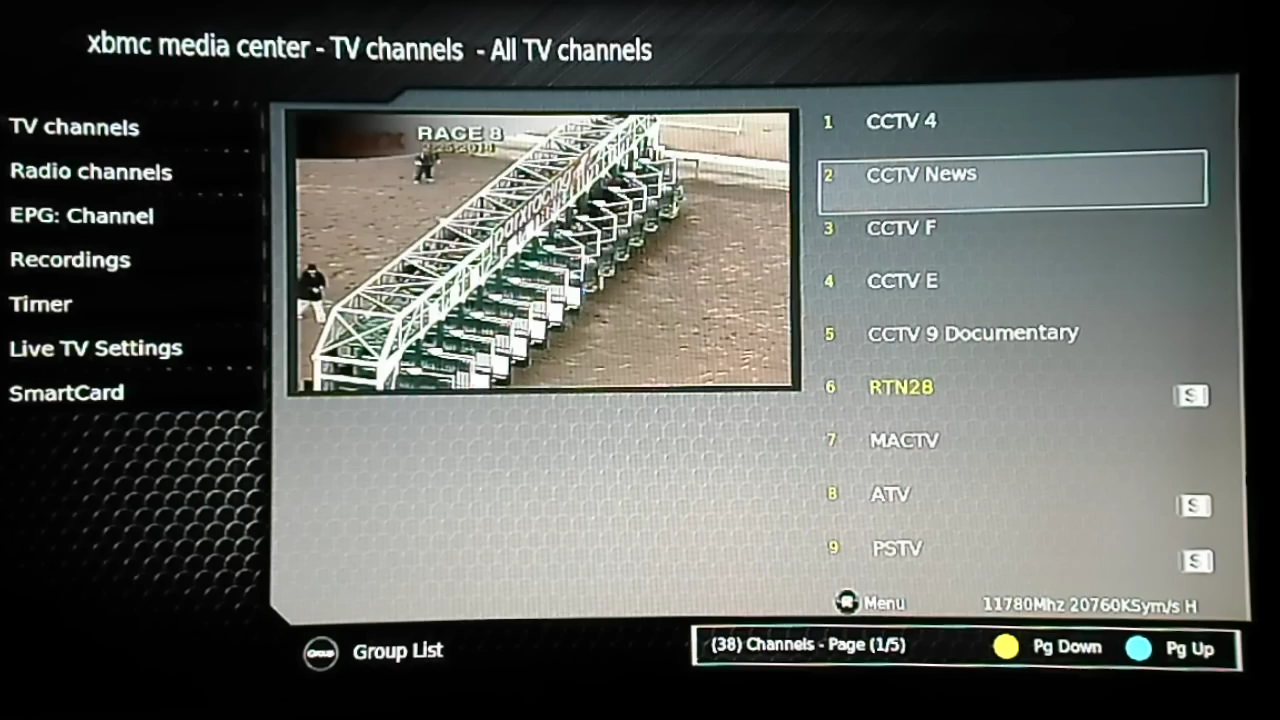 xbmc media center - TV channels - All TV channels
TV channels
Radio channels
EPG: Channel
Recordings
Timer
Live TV Settings
SmartCard
RACE 8
1 CCTV 4
2 CCTV News
3 CCTV F
4 CCTV E
5 CCTV 9 Documentary
6 RTN2B S
7 MACTV
8 ATV S
9 PSTV S
Menu 11780Mhz 20760KSym/s H
GROUP Group List
(38) Channels - Page (1/5) Pg Down Pg Up